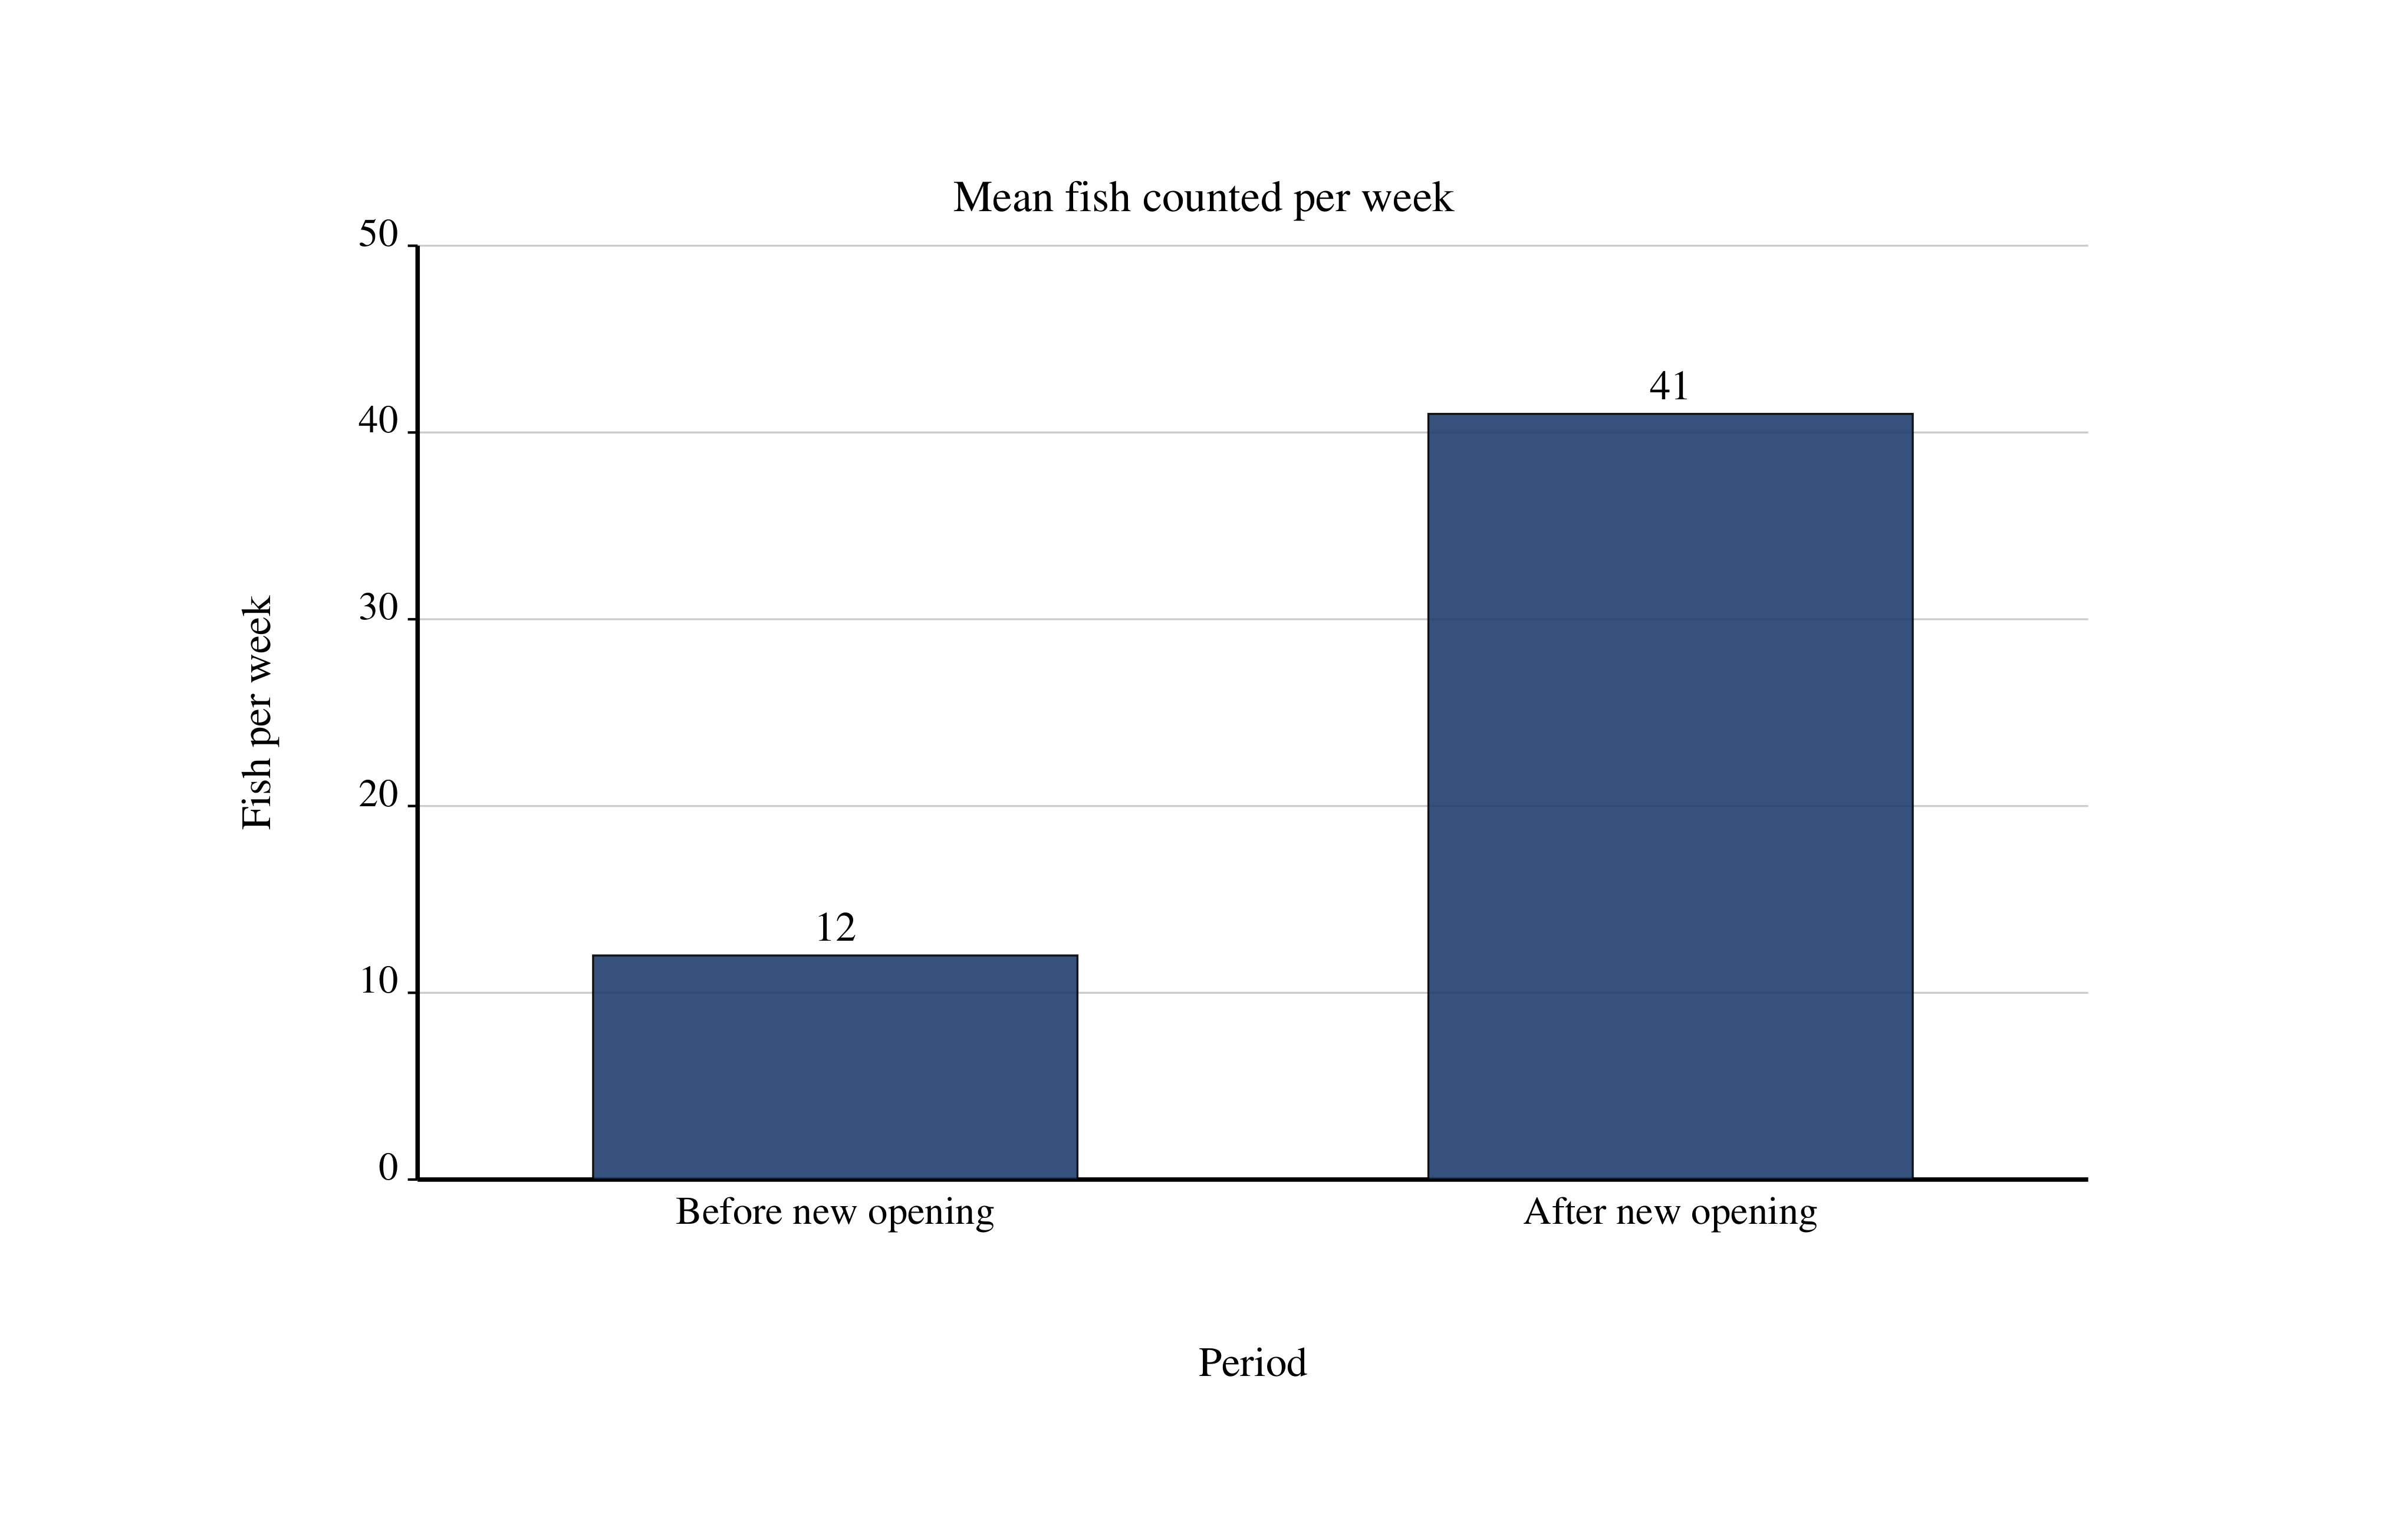 Mean fish counted per week
50
40
30
20
10
0
Fish per week
12
41
Before new opening
After new opening
Period